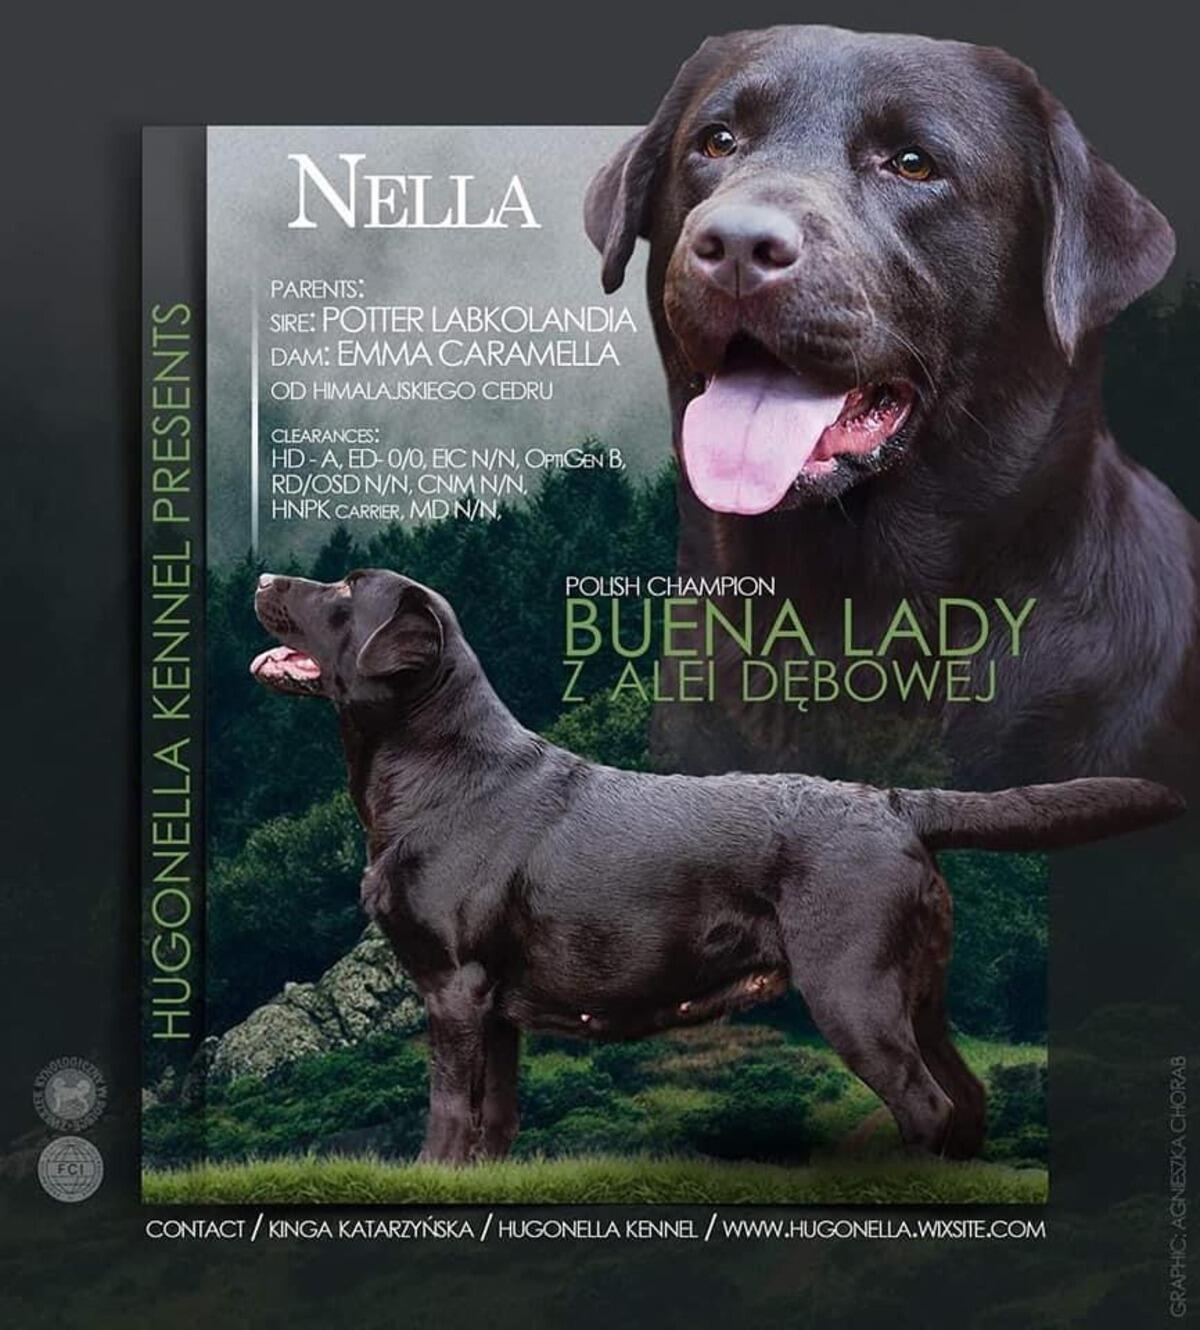 NELLA
PARENTS:
SIRE: POTTER LABKOLANDIA
DAM: EMMA CARAMELLA
OD HIMALAJSKIEGO CEDRU
CLEARANCES:
HD - A, ED- 0/0, EIC N/N, OPTIGEN B,
RD/OSD N/N, CNM N/N,
HNPK CARRIER, MD N/N,
HUGONELLA KENNEL PRESENTS
POLISH CHAMPION
BUENA LADY
Z ALEI DĘBOWEJ
FCI
CONTACT / KINGA KATARZYŃSKA / HUGONELLA KENNEL / WWW.HUGONELLA.WIXSITE.COM
GRAPHIC: AGNIESZKA CHORAB